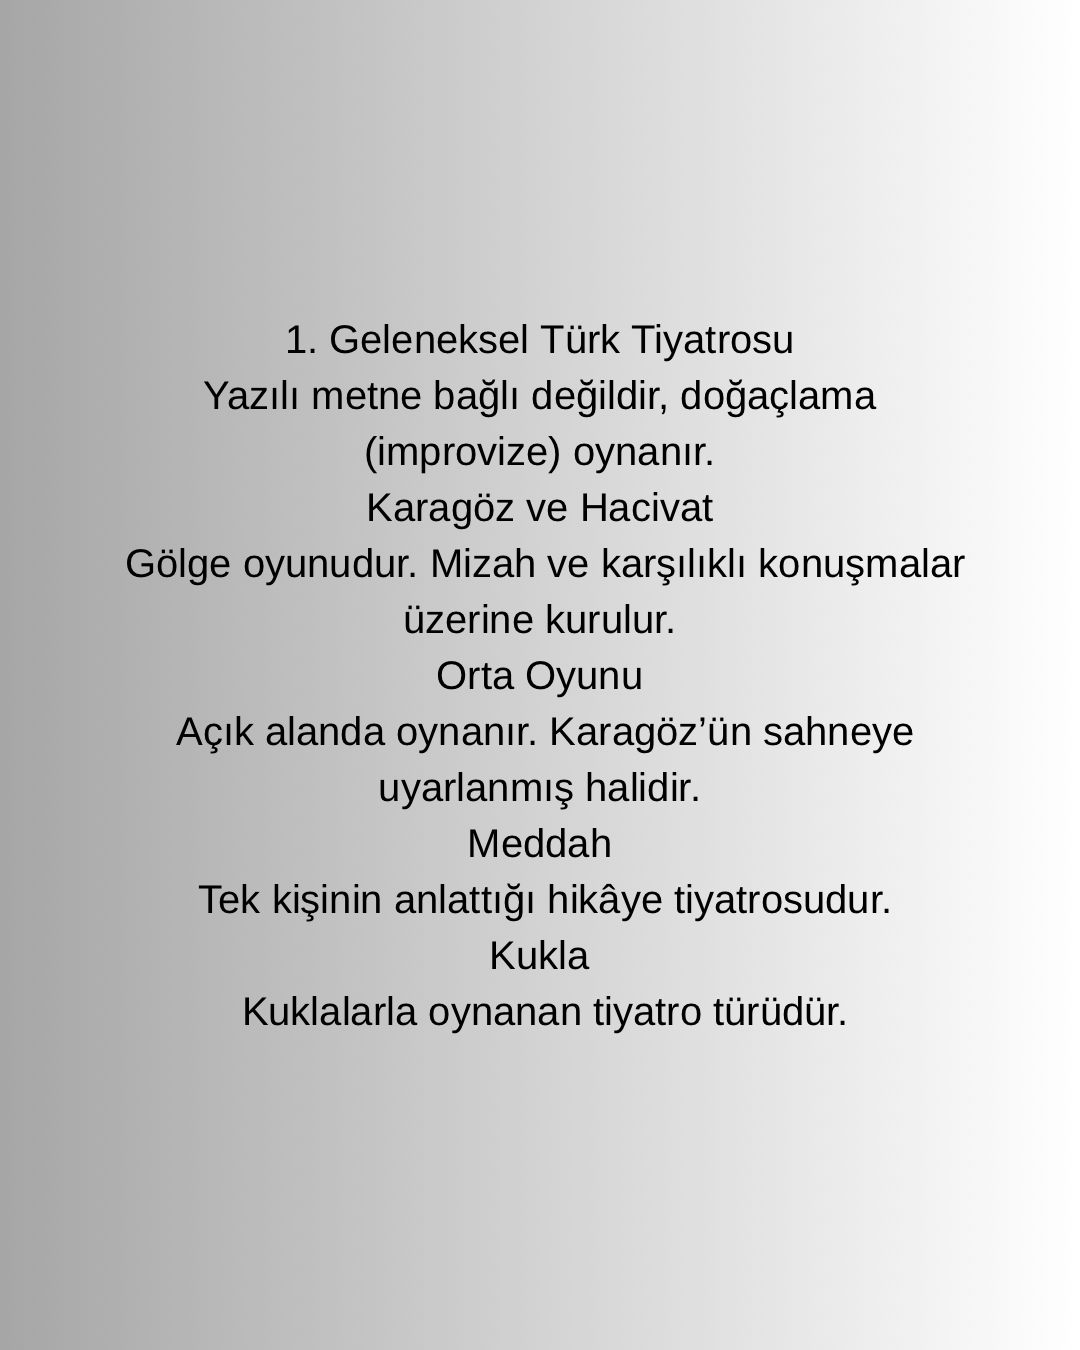 1. Geleneksel Türk Tiyatrosu
Yazılı metne bağlı değildir, doğaçlama
(improvize) oynanır.
Karagöz ve Hacivat
Gölge oyunudur. Mizah ve karşılıklı konuşmalar
üzerine kurulur.
Orta Oyunu
Açık alanda oynanır. Karagöz’ün sahneye
uyarlanmış halidir.
Meddah
Tek kişinin anlattığı hikâye tiyatrosudur.
Kukla
Kuklalarla oynanan tiyatro türüdür.